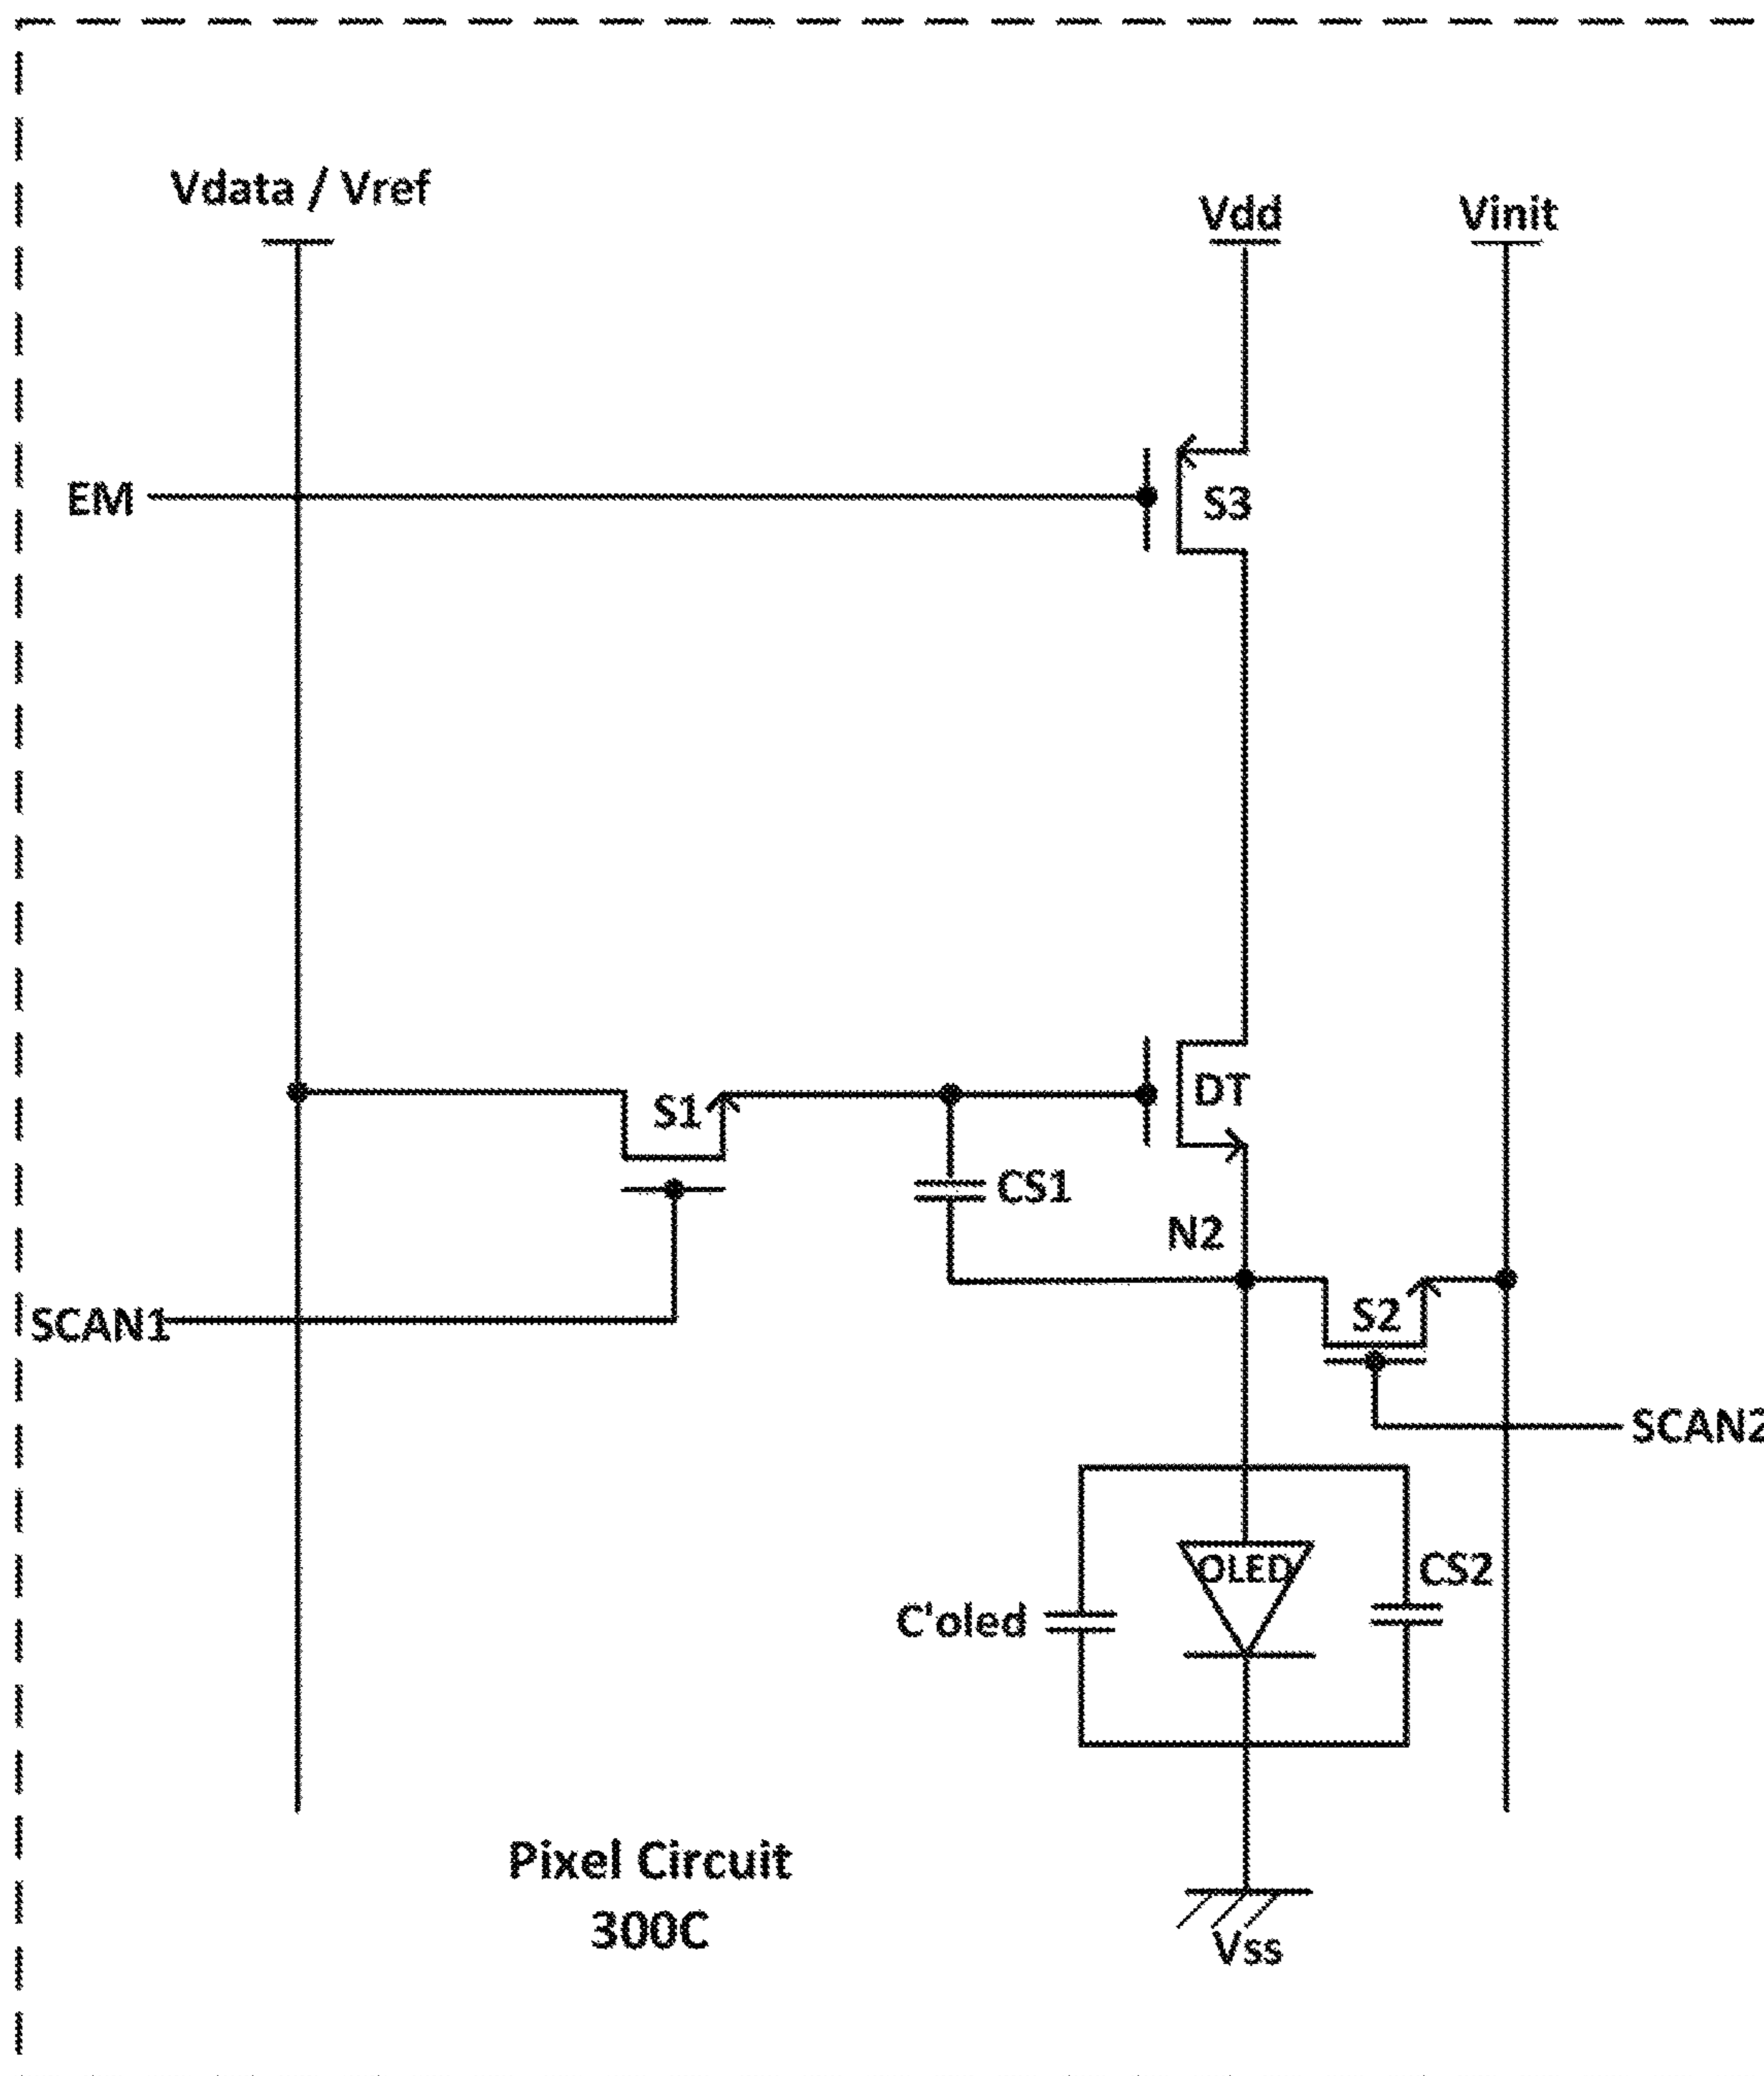 Vdata / Vref
Vdd
Vinit
EM
S3
DT
S1
CS1
N2
S2
SCAN1
SCAN2
OLED
CS2
C'oled
Pixel Circuit
300C
Vss